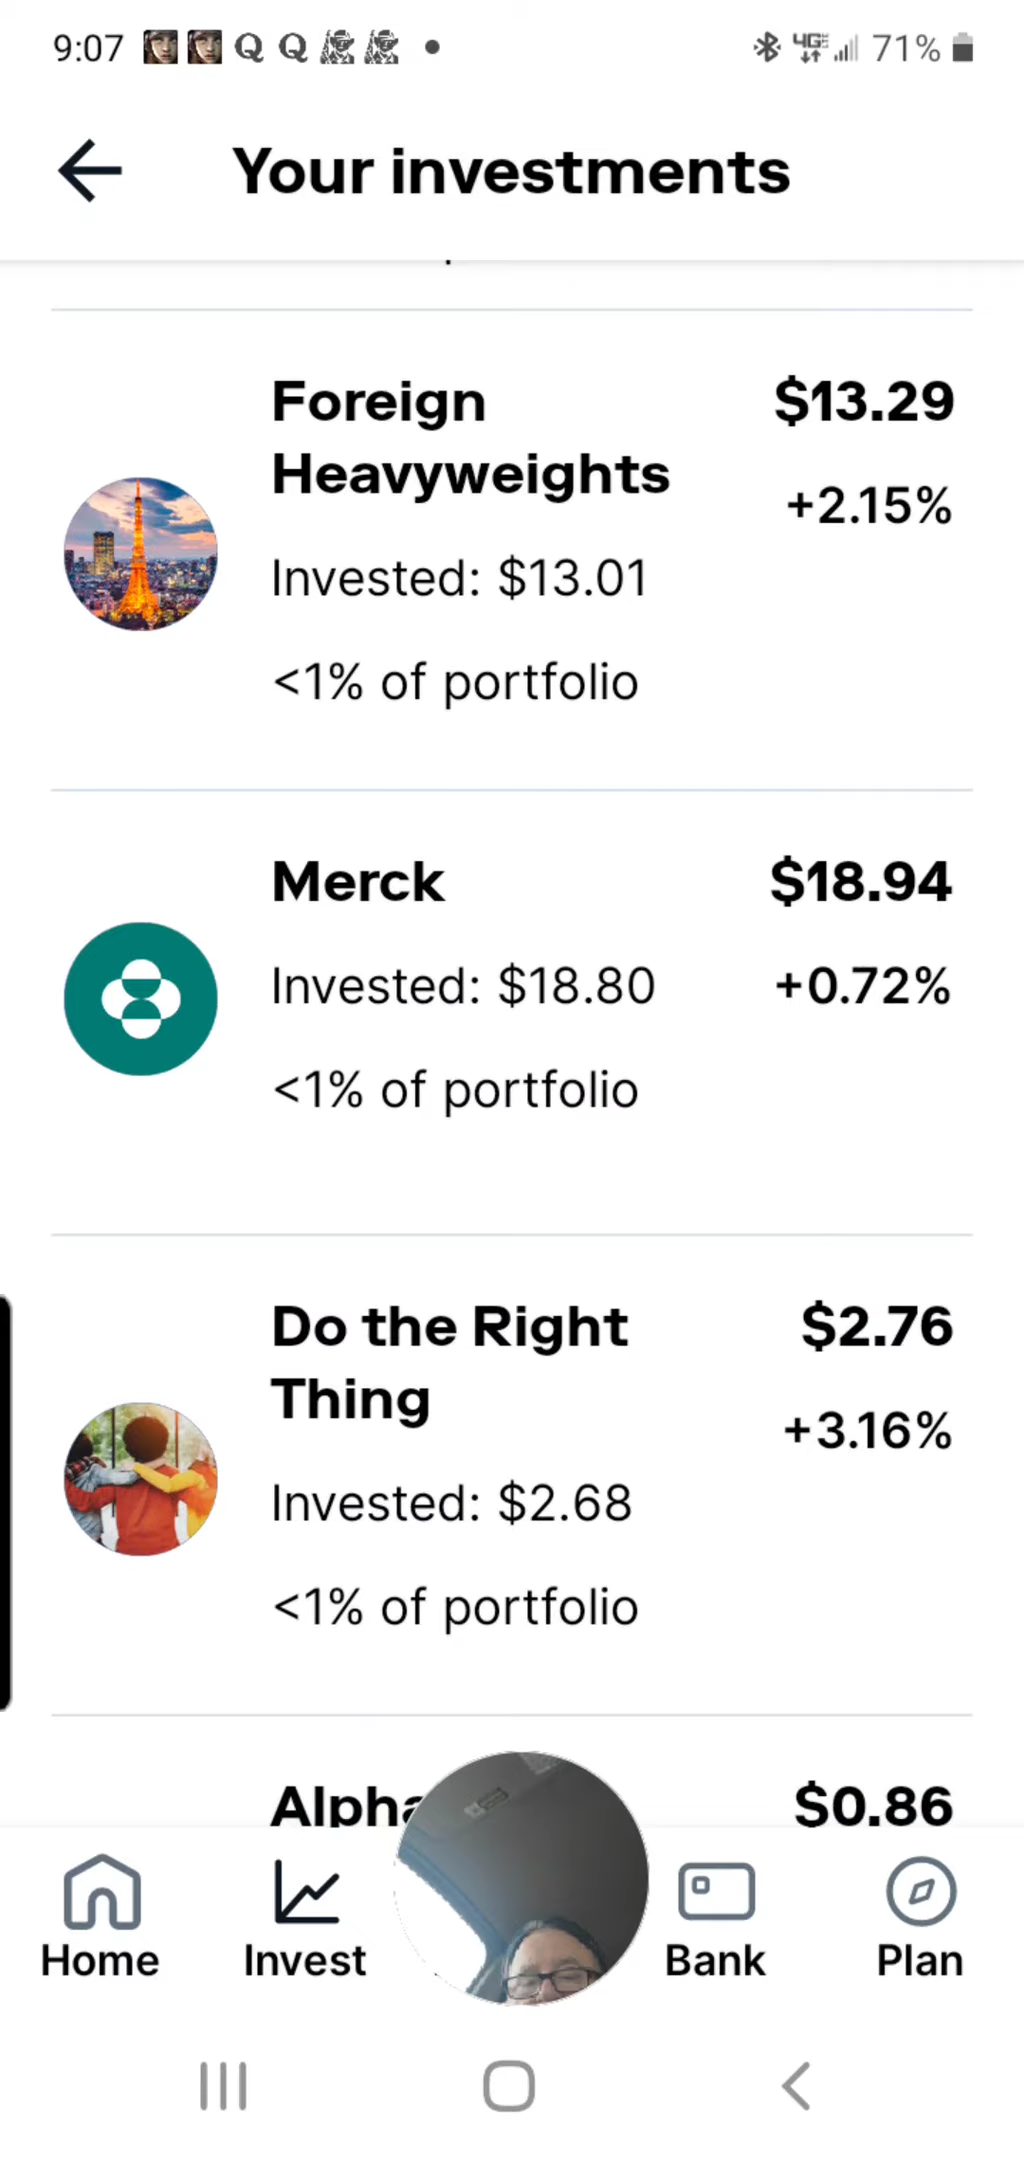 9:07 Q Q 4GE 71%
Your investments
Foreign $13.29
Heavyweights
+2.15%
Invested: $13.01
<1% of portfolio
Merck $18.94
Invested: $18.80 +0.72%
<1% of portfolio
Do the Right $2.76
Thing
+3.16%
Invested: $2.68
<1% of portfolio
$0.86
Home Invest Bank Plan